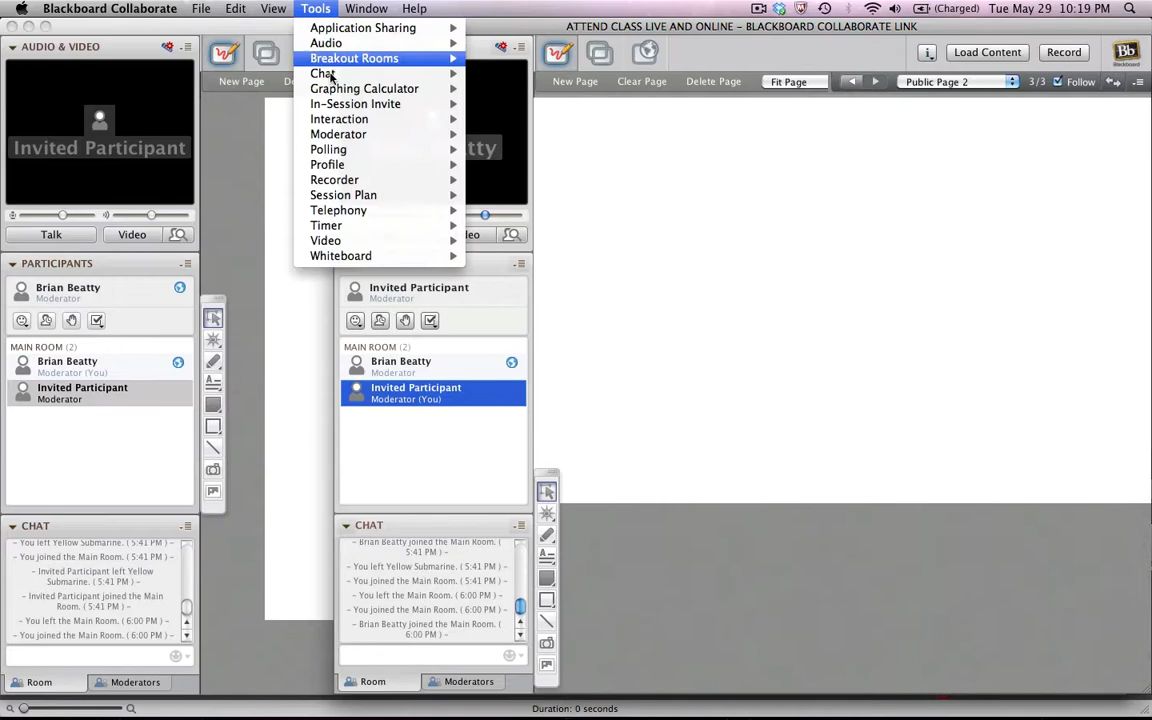 Blackboard Collaborate File Edit View Tools Window Help (Charged) Tue May 29 10:19 PM
ATTEND CLASS LIVE AND ONLINE – BLACKBOARD COLLABORATE LINK
Application Sharing
Audio
Breakout Rooms
Chat
Graphing Calculator
In-Session Invite
Interaction
Moderator
Polling
Profile
Recorder
Session Plan
Telephony
Timer
Video
Whiteboard
AUDIO & VIDEO
Invited Participant
Talk Video
PARTICIPANTS
Brian Beatty
Moderator
MAIN ROOM (2)
Brian Beatty
Moderator (You)
Invited Participant
Moderator
CHAT
– You left Yellow Submarine. ( 5:41 PM ) –
– You joined the Main Room. ( 5:41 PM ) –
– Invited Participant left Yellow
Submarine. ( 5:41 PM ) –
– Invited Participant joined the Main
Room. ( 5:41 PM ) –
– You left the Main Room. ( 6:00 PM ) –
– You joined the Main Room. ( 6:00 PM ) –
Room Moderators
New Page
Invited Participant
Moderator
MAIN ROOM (2)
Brian Beatty
Moderator
Invited Participant
Moderator (You)
CHAT
– Brian Beatty joined the Main Room. (
5:41 PM ) –
– You left Yellow Submarine. ( 5:41 PM ) –
– You joined the Main Room. ( 5:41 PM ) –
– You left the Main Room. ( 6:00 PM ) –
– You joined the Main Room. ( 6:00 PM ) –
– Brian Beatty joined the Main Room. (
6:00 PM ) –
Room Moderators
Load Content Record
Bb
Blackboard
New Page Clear Page Delete Page Fit Page Public Page 2 3/3 Follow
Duration: 0 seconds